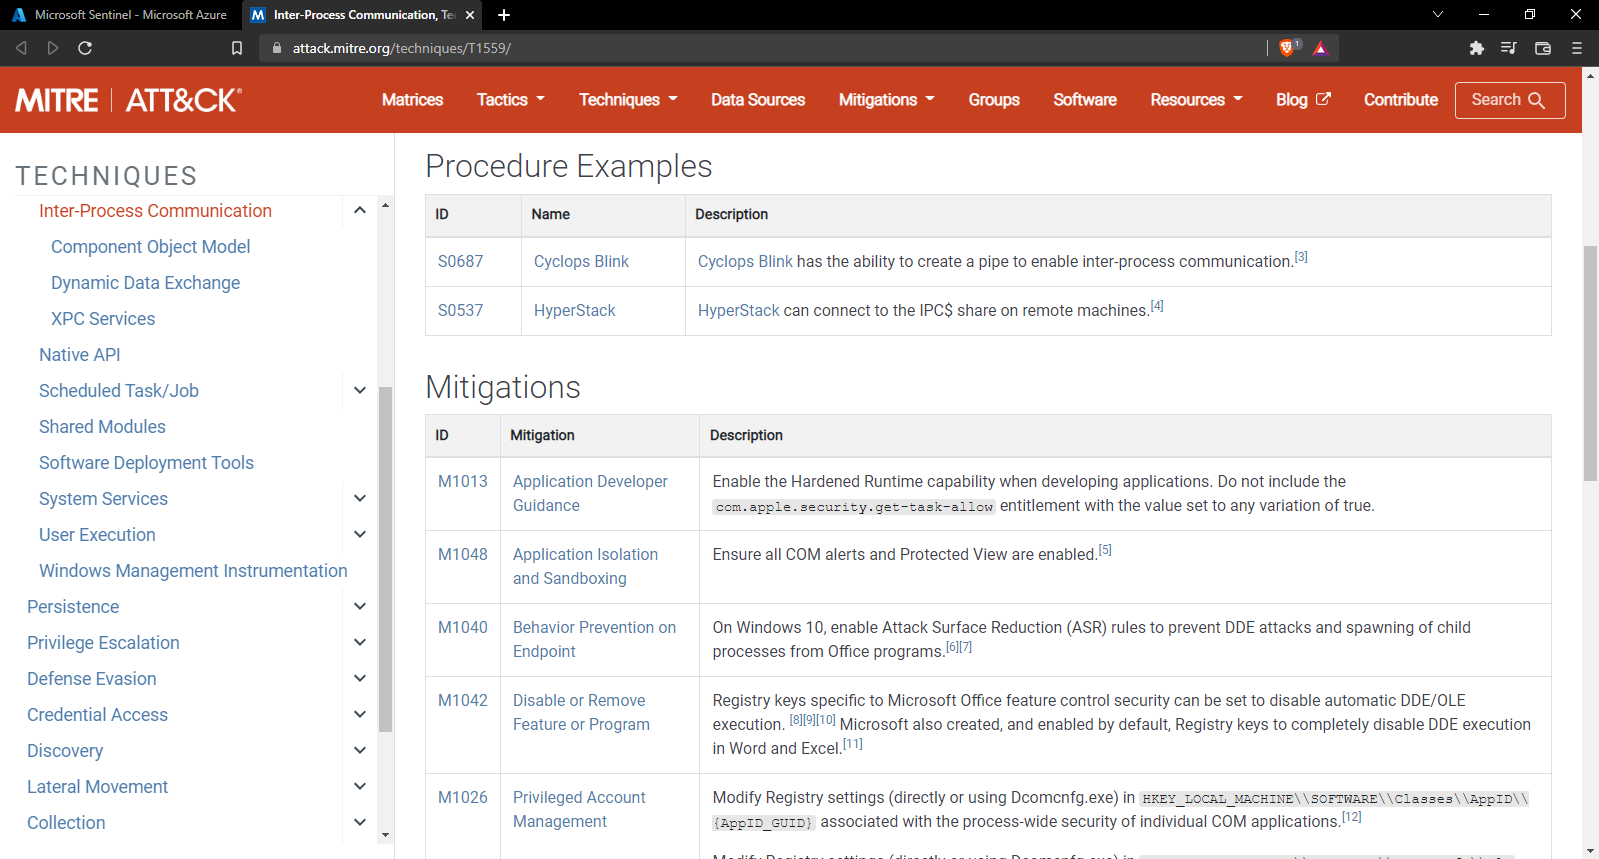 Microsoft Sentinel - Microsoft Azure
Inter-Process Communication, Te
attack.mitre.org/techniques/T1559/
1
MITRE | ATT&CK®
Matrices
Tactics
Techniques
Data Sources
Mitigations
Groups
Software
Resources
Blog
Contribute
Search
TECHNIQUES
Inter-Process Communication
Component Object Model
Dynamic Data Exchange
XPC Services
Native API
Scheduled Task/Job
Shared Modules
Software Deployment Tools
System Services
User Execution
Windows Management Instrumentation
Persistence
Privilege Escalation
Defense Evasion
Credential Access
Discovery
Lateral Movement
Collection
Procedure Examples
ID Name Description
S0687 Cyclops Blink Cyclops Blink has the ability to create a pipe to enable inter-process communication.[3]
S0537 HyperStack HyperStack can connect to the IPC$ share on remote machines.[4]
Mitigations
ID Mitigation Description
M1013 Application Developer Enable the Hardened Runtime capability when developing applications. Do not include the
Guidance com.apple.security.get-task-allow entitlement with the value set to any variation of true.
M1048 Application Isolation Ensure all COM alerts and Protected View are enabled.[5]
and Sandboxing
M1040 Behavior Prevention on On Windows 10, enable Attack Surface Reduction (ASR) rules to prevent DDE attacks and spawning of child
Endpoint processes from Office programs.[6][7]
M1042 Disable or Remove Registry keys specific to Microsoft Office feature control security can be set to disable automatic DDE/OLE
Feature or Program execution. [8][9][10] Microsoft also created, and enabled by default, Registry keys to completely disable DDE execution
in Word and Excel.[11]
M1026 Privileged Account Modify Registry settings (directly or using Dcomcnfg.exe) in HKEY_LOCAL_MACHINE\\SOFTWARE\\Classes\\AppID\\
Management {AppID_GUID} associated with the process-wide security of individual COM applications.[12]
Modify Registry settings (directly or using Dcomcnfg.exe) in